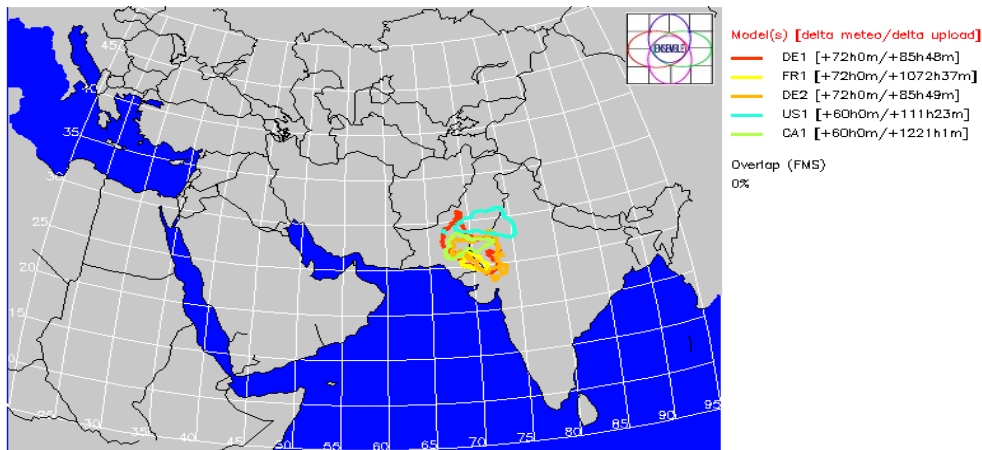 ENSEMBLE
Model(s) [delta meteo/delta upload]
DE1 [+72h0m/+85h48m]
FR1 [+72h0m/+1072h37m]
DE2 [+72h0m/+85h49m]
US1 [+60h0m/+111h23m]
CA1 [+60h0m/+1221h1m]
Overlap (FMS)
0%
45
35
30
25
20
15
25
30
35
40
45
50
55
60
65
70
75
80
85
90
95